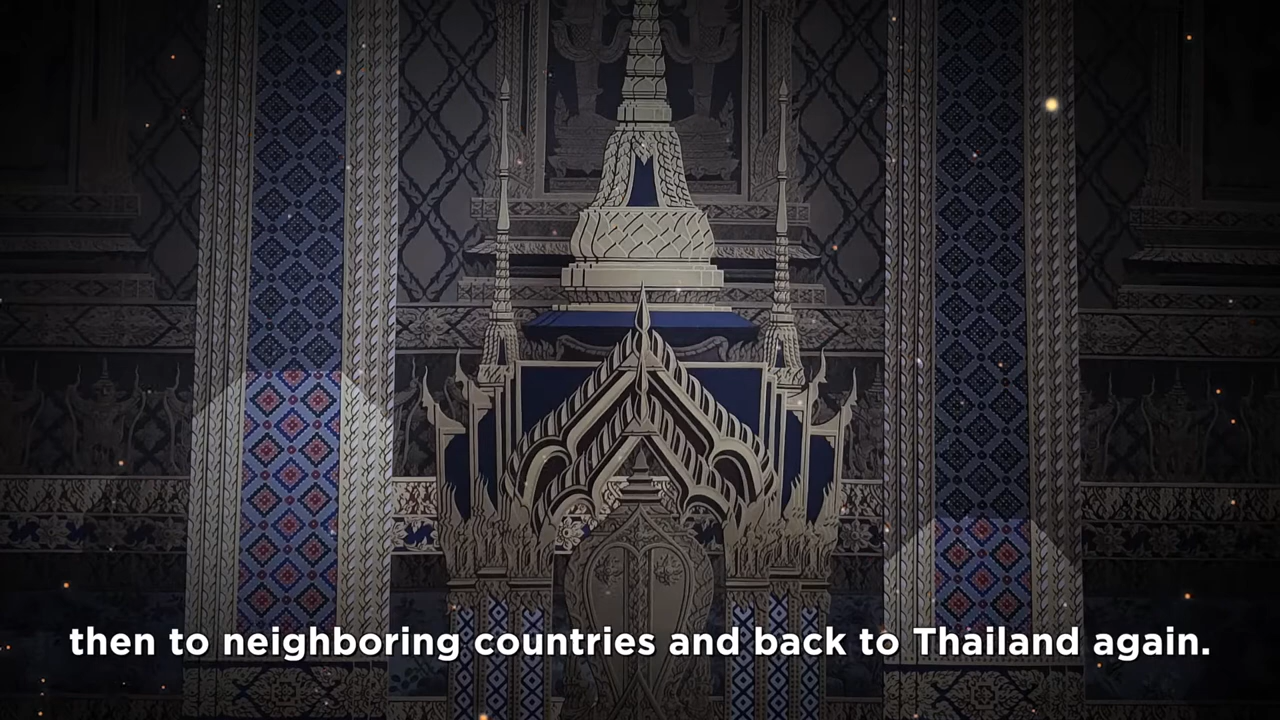 then to neighboring countries and back to Thailand again.